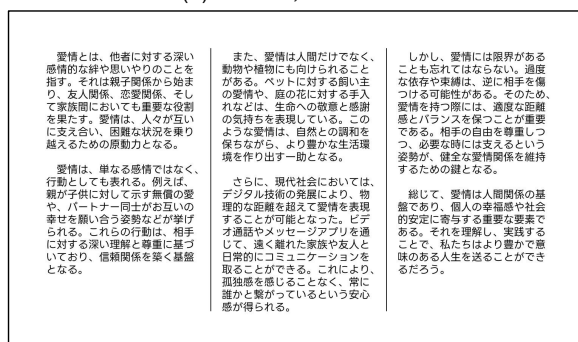 愛情とは、他者に対する深い
感情的な絆や思いやりのことを
指す。それは親子関係から始ま
り、友人関係、恋愛関係、そし
て家族間においても重要な役割
を果たす。愛情は、人々が互い
に支え合い、困難な状況を乗り
越えるための原動力となる。
愛情は、単なる感情ではなく、
行動としても表れる。例えば、
親が子供に対して示す無償の愛
や、パートナー同士がお互いの
幸せを願い合う姿勢などが挙げ
られる。これらの行動は、相手
に対する深い理解と尊重に基づ
いており、信頼関係を築く基盤
となる。
また、愛情は人間だけでなく、
動物や植物にも向けられること
がある。ペットに対する飼い主
の愛情や、庭の花に対する手入
れなどは、生命への敬意と感謝
の気持ちを表現している。この
ような愛情は、自然との調和を
保ちながら、より豊かな生活環
境を作り出す一助となる。
さらに、現代社会においては、
デジタル技術の発展により、物
理的な距離を超えて愛情を表現
することが可能となった。ビデ
オ通話やメッセージアプリを通
じて、遠く離れた家族や友人と
日常的にコミュニケーションを
取ることができる。これにより、
孤独感を感じることなく、常に
誰かと繋がっているという安心
感が得られる。
しかし、愛情には限界がある
ことも忘れてはならない。過度
な依存や束縛は、逆に相手を傷
つける可能性がある。そのため、
愛情を持つ際には、適度な距離
感とバランスを保つことが重要
である。相手の自由を尊重しつ
つ、必要な時には支えるという
姿勢が、健全な愛情関係を維持
するための鍵となる。
総じて、愛情は人間関係の基
盤であり、個人の幸福感や社会
的安定に寄与する重要な要素で
ある。それを理解し、実践する
ことで、私たちはより豊かで意
味のある人生を送ることができ
るだろう。